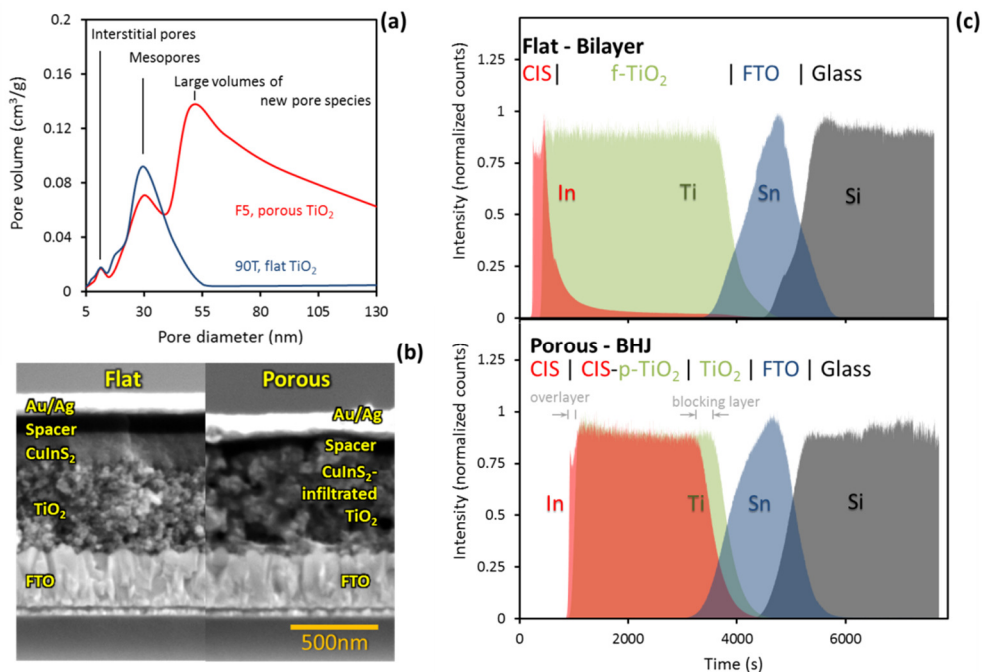 (a)
0.2
0.16
0.12
0.08
0.04
0
Pore volume (cm³/g)
Interstitial pores
Mesopores
Large volumes of
new pore species
F5, porous TiO₂
90T, flat TiO₂
5 30 55 80 105 130
Pore diameter (nm)
(b)
Flat
Au/Ag
Spacer
CuInS₂
TiO₂
FTO
Porous
Au/Ag
Spacer
CuInS₂-
infiltrated
TiO₂
FTO
500nm
(c)
Flat - Bilayer
CIS | f-TiO₂ | FTO | Glass
1.25
1
0.75
0.5
0.25
0
Intensity (normalized counts)
In Ti Sn Si
Porous - BHJ
CIS | CIS-p-TiO₂ | TiO₂ | FTO | Glass
overlayer blocking layer
1.25
1
0.75
0.5
0.25
0
Intensity (normalized counts)
In Ti Sn Si
0 2000 4000 6000
Time (s)